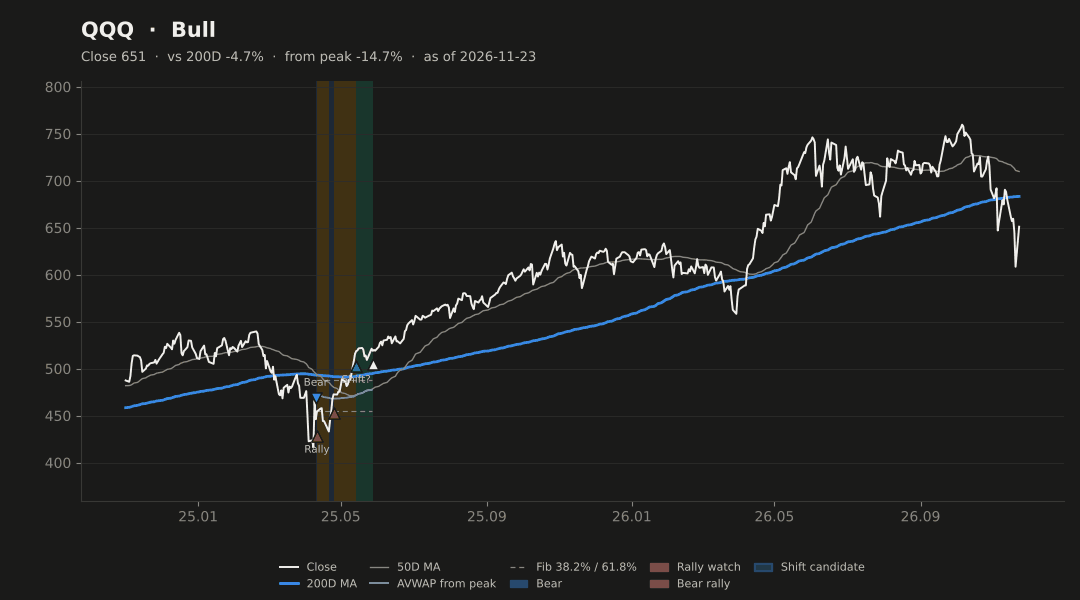 QQQ · Bull
Close 651 · vs 200D -4.7% · from peak -14.7% · as of 2026-11-23
800
750
700
650
600
550
500
450
400
Bear
Shift?
Rally
25.01 25.05 25.09 26.01 26.05 26.09
Close 50D MA Fib 38.2% / 61.8% Rally watch Shift candidate
200D MA AVWAP from peak Bear Bear rally